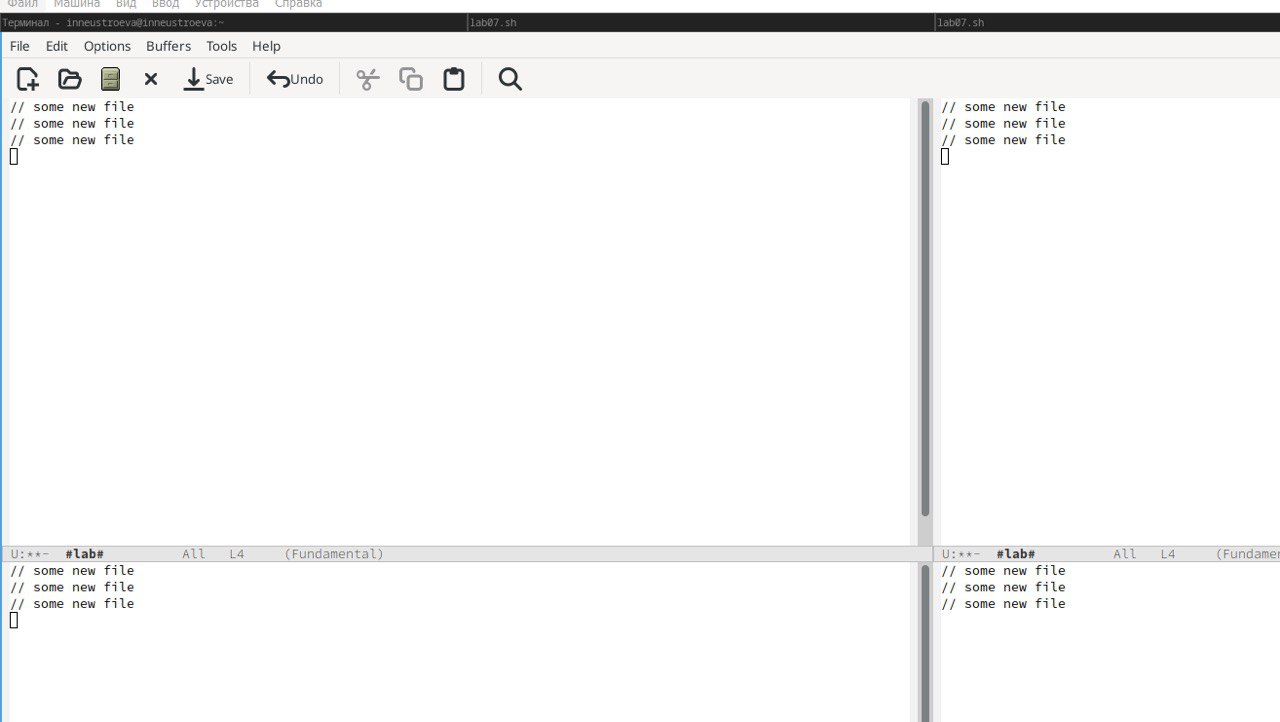 Файл Машина Вид Ввод Устройства Справка
Терминал - inneustroeva@inneustroeva:~ lab07.sh lab07.sh
File Edit Options Buffers Tools Help
Save Undo
// some new file
// some new file
// some new file
// some new file
// some new file
// some new file
U:**- #lab# All L4 (Fundamental)
U:**- #lab# All L4 (Fundamen
// some new file
// some new file
// some new file
// some new file
// some new file
// some new file